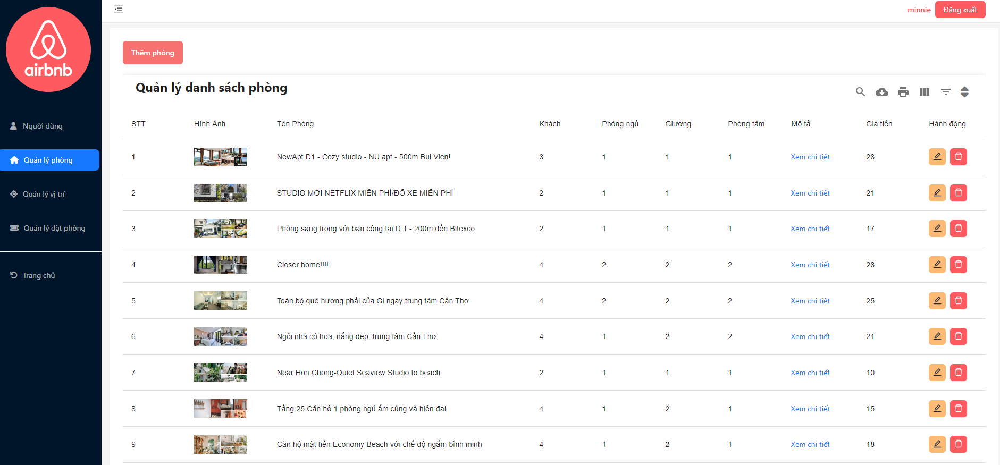 airbnb
minnie Đăng xuất
Người dùng
Quản lý phòng
Quản lý vị trí
Quản lý đặt phòng
Trang chủ
Thêm phòng
Quản lý danh sách phòng
STT Hình Ảnh Tên Phòng Khách Phòng ngủ Giường Phòng tắm Mô tả Giá tiền Hành động
1 NewApt D1 - Cozy studio - NU apt - 500m Bui Vien! 3 1 1 1 Xem chi tiết 28
2 STUDIO MỚI NETFLIX MIỄN PHÍ/ĐỖ XE MIỄN PHÍ 2 1 1 1 Xem chi tiết 21
3 Phòng sang trọng với ban công tại D.1 - 200m đến Bitexco 2 1 1 1 Xem chi tiết 17
4 Closer home!!!! 4 2 2 2 Xem chi tiết 28
5 Toàn bộ quê hương phải của Gi ngay trung tâm Cần Thơ 4 2 2 2 Xem chi tiết 25
6 Ngôi nhà có hoa, nắng đẹp, trung tâm Cần Thơ 4 1 2 2 Xem chi tiết 21
7 Near Hon Chong-Quiet Seaview Studio to beach 2 1 1 1 Xem chi tiết 10
8 Tầng 25 Căn hộ 1 phòng ngủ ấm cúng và hiện đại 4 1 2 1 Xem chi tiết 15
9 Căn hộ mặt tiền Economy Beach với chế độ ngắm bình minh 4 1 2 1 Xem chi tiết 18